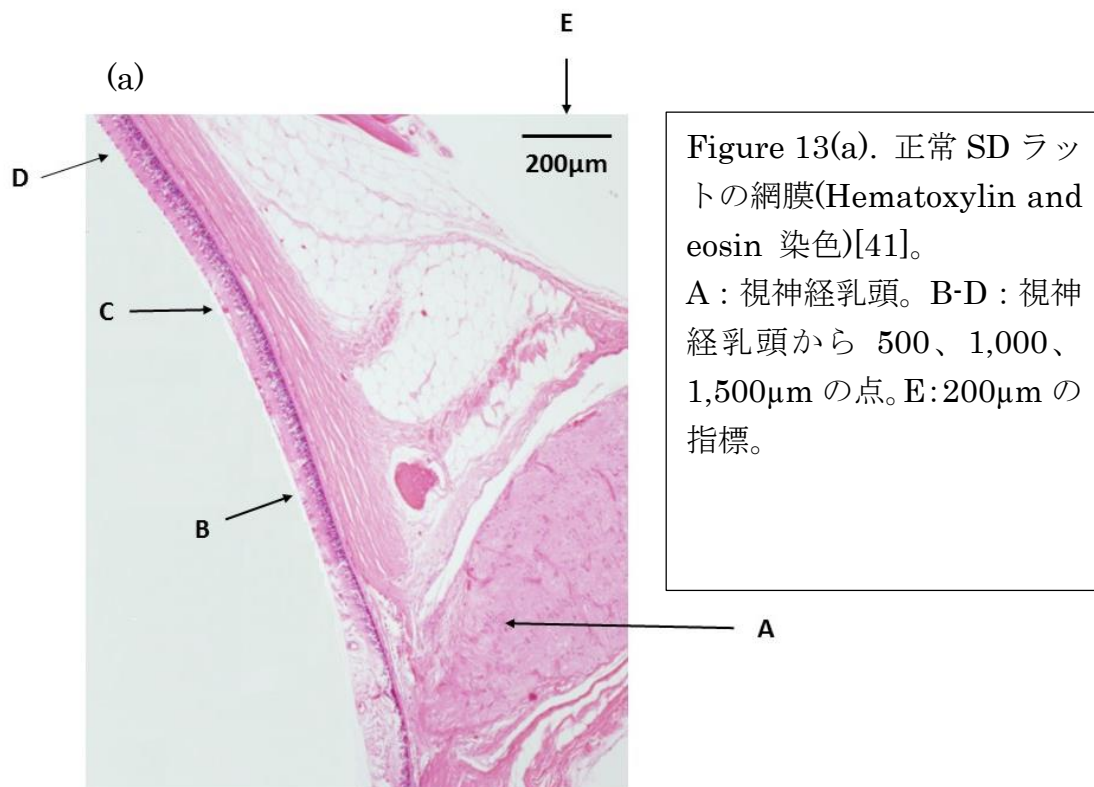 E
(a)
200µm
D
C
B
A
Figure 13(a). 正常 SD ラッ
トの網膜(Hematoxylin and
eosin 染色)[41]。
A：視神経乳頭。B-D：視神
経乳頭から 500、1,000、
1,500µm の点。E：200µm の
指標。